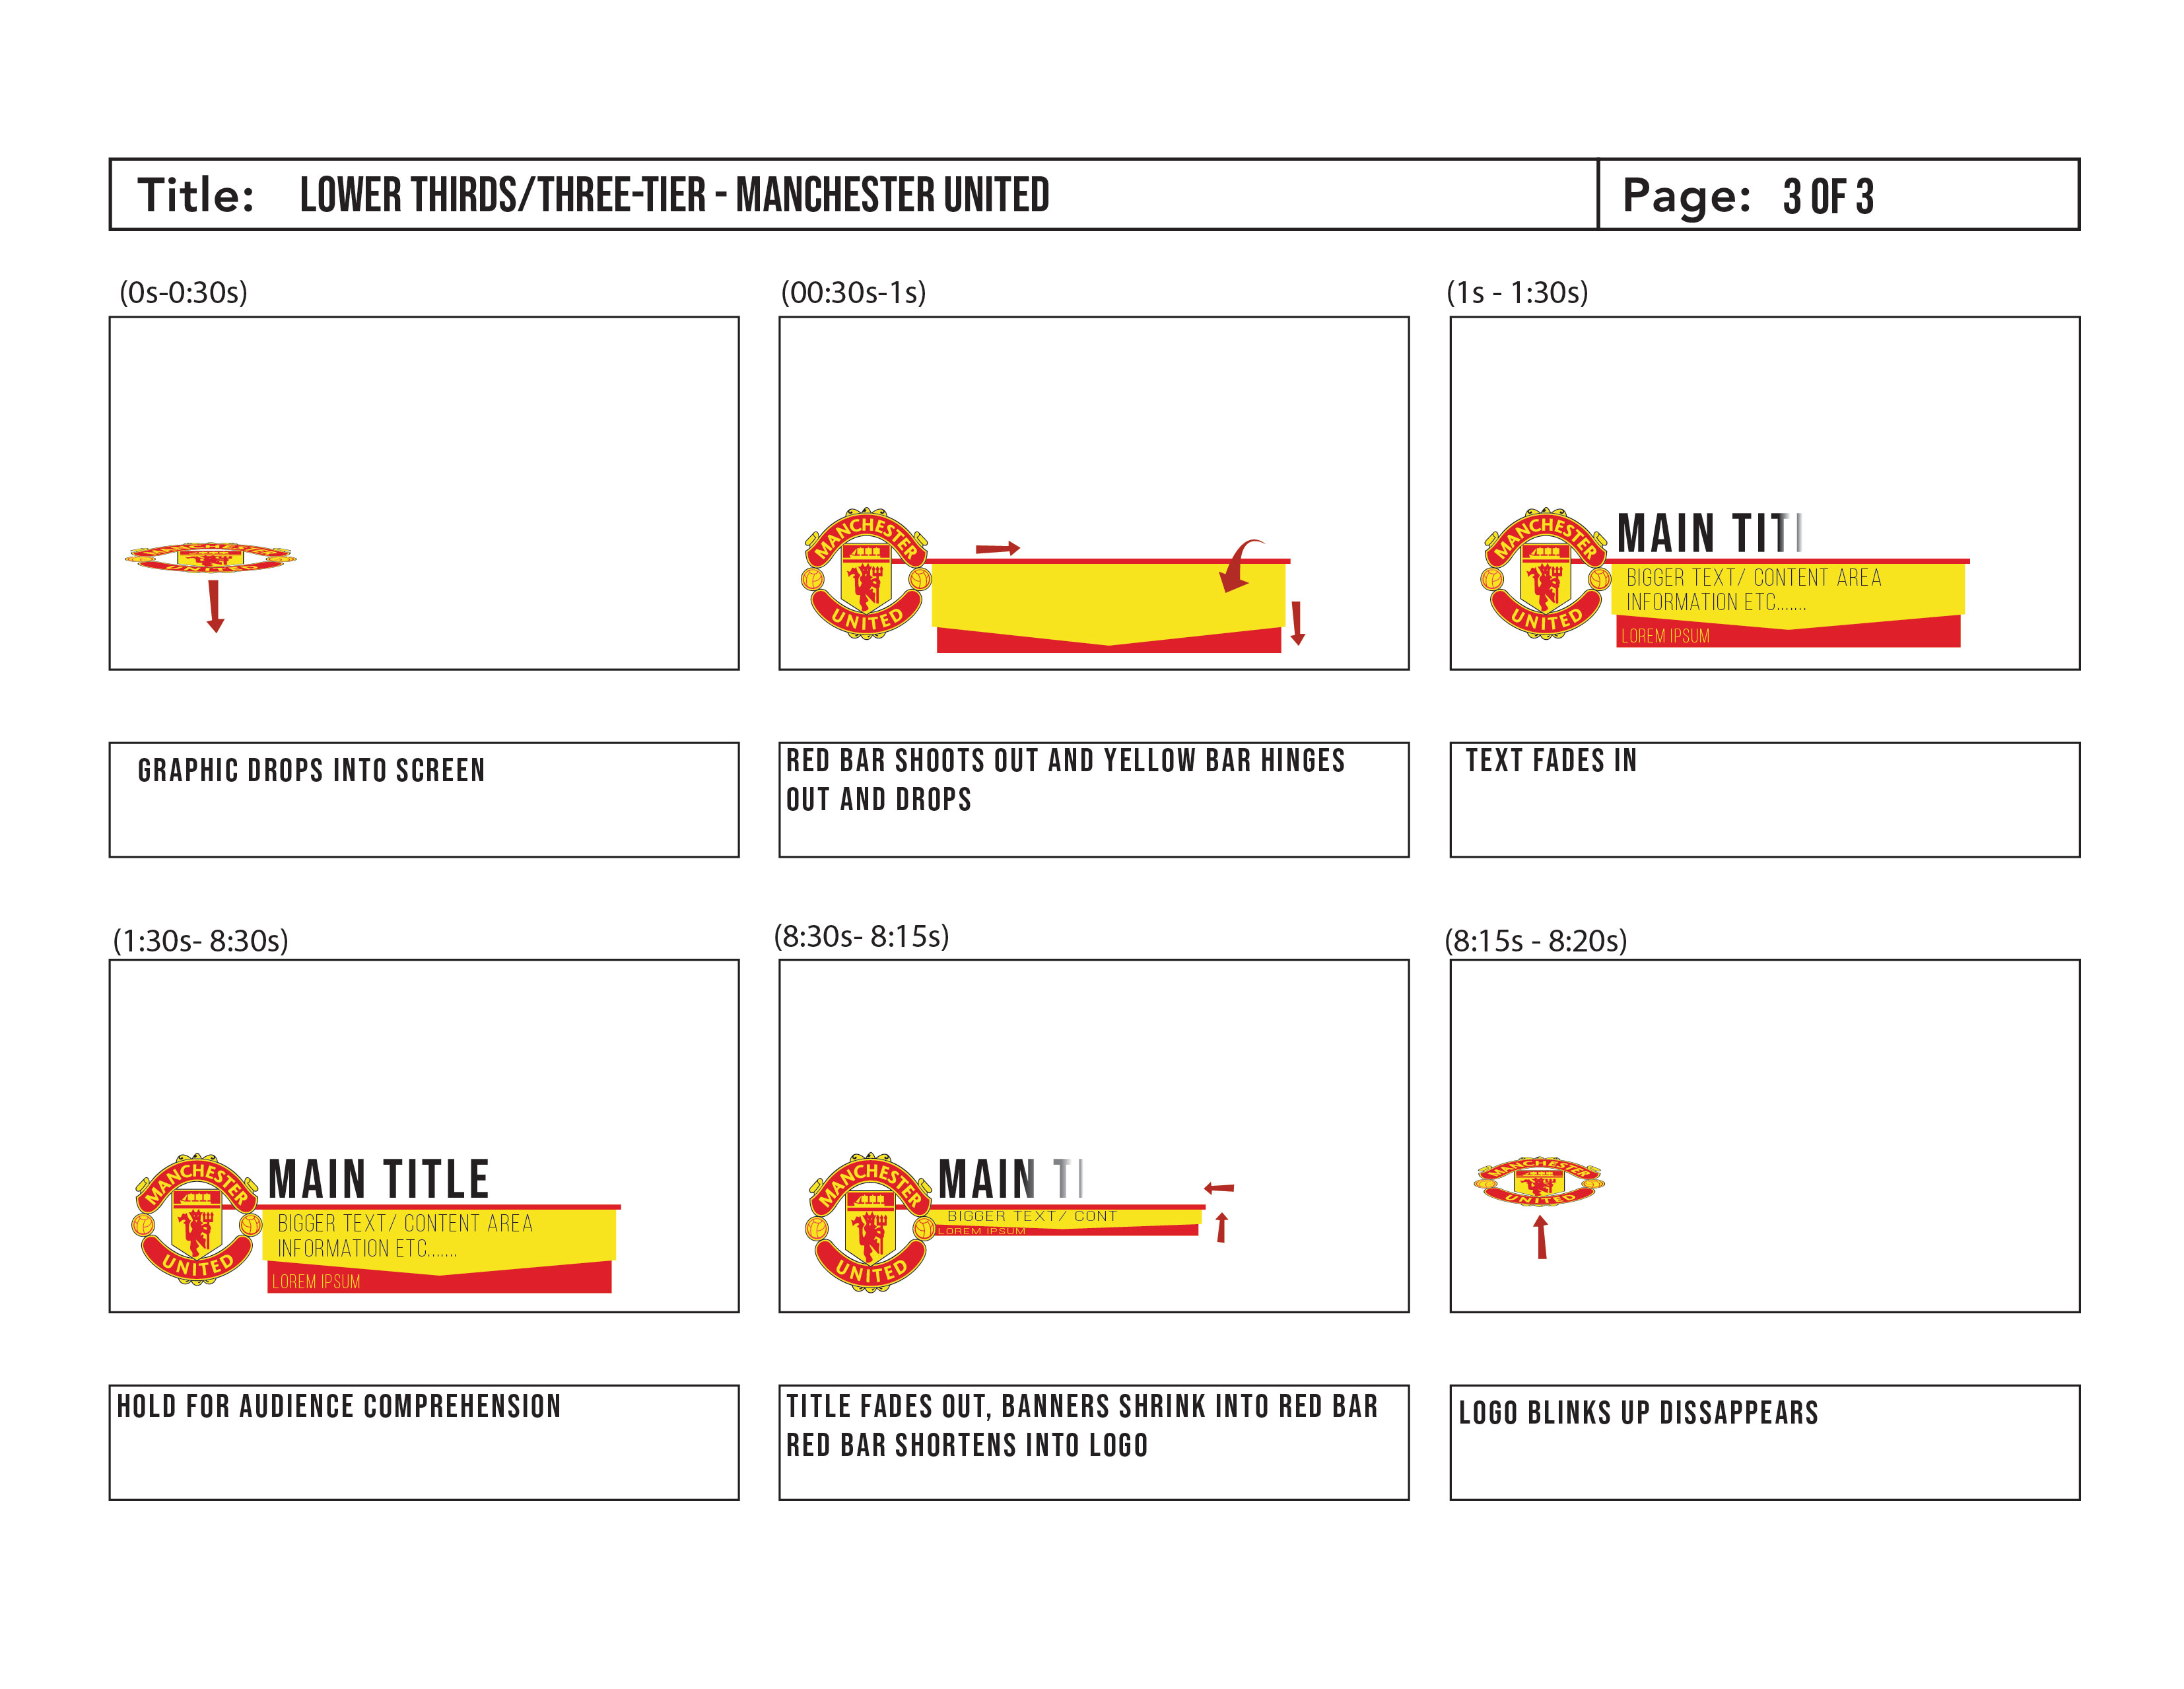 Title: LOWER THIRDS/THREE-TIER - MANCHESTER UNITED
Page: 3 OF 3
(0s-0:30s)
(00:30s-1s)
(1s - 1:30s)
MANCHESTER
UNITED
MANCHESTER
UNITED
MANCHESTER
UNITED
MAIN TITI
BIGGER TEXT/ CONTENT AREA
INFORMATION ETC.......
LOREM IPSUM
GRAPHIC DROPS INTO SCREEN
RED BAR SHOOTS OUT AND YELLOW BAR HINGES
OUT AND DROPS
TEXT FADES IN
(1:30s- 8:30s)
(8:30s- 8:15s)
(8:15s - 8:20s)
MANCHESTER
UNITED
MAIN TITLE
BIGGER TEXT/ CONTENT AREA
INFORMATION ETC.......
LOREM IPSUM
MANCHESTER
UNITED
MAIN TI
BIGGER TEXT/ CONT
LOREM IPSUM
MANCHESTER
UNITED
HOLD FOR AUDIENCE COMPREHENSION
TITLE FADES OUT, BANNERS SHRINK INTO RED BAR
RED BAR SHORTENS INTO LOGO
LOGO BLINKS UP DISSAPPEARS